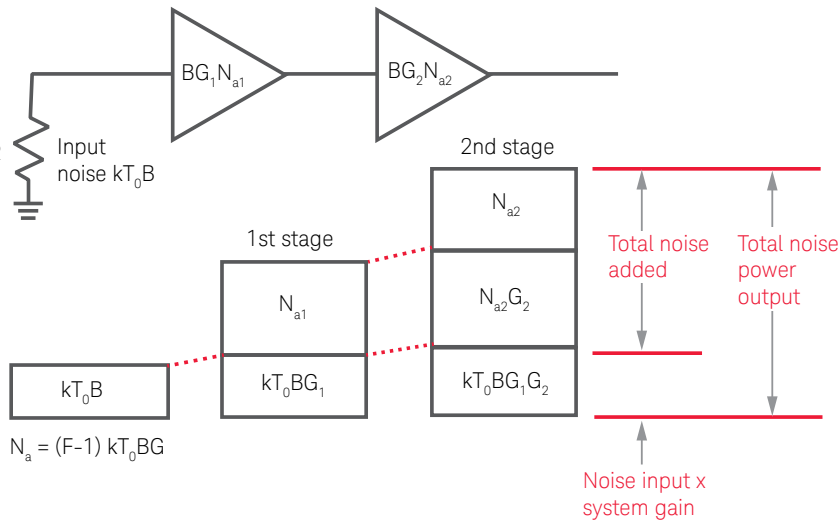 BG₁Nₐ₁
BG₂Nₐ₂
Input
noise kT₀B
2nd stage
Nₐ₂
1st stage
Total noise
added
Total noise
power
output
Nₐ₁
Nₐ₂G₂
kT₀B
kT₀BG₁
kT₀BG₁G₂
Nₐ = (F-1) kT₀BG
Noise input x
system gain